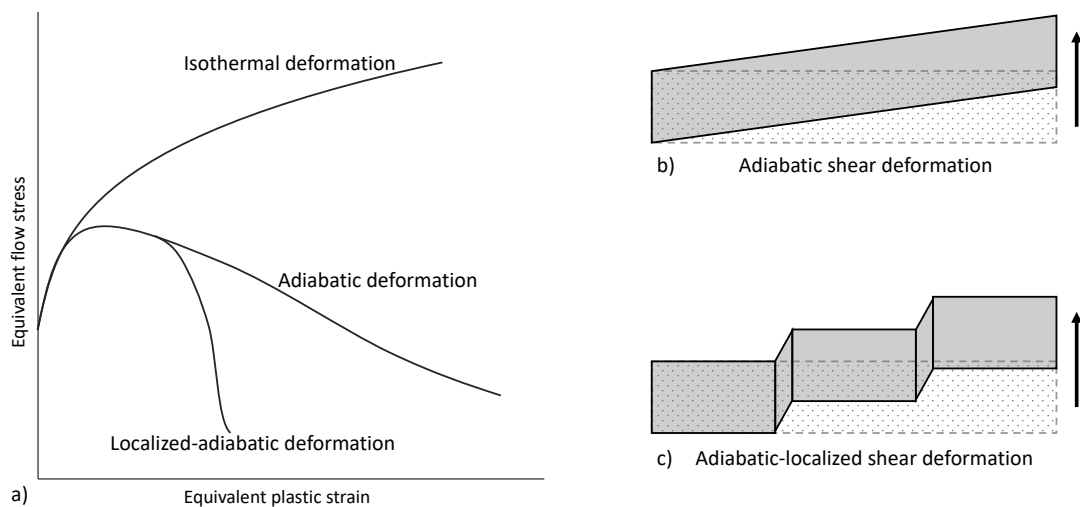 Isothermal deformation
Equivalent flow stress
Adiabatic deformation
Localized-adiabatic deformation
a)
Equivalent plastic strain
b) Adiabatic shear deformation
c) Adiabatic-localized shear deformation